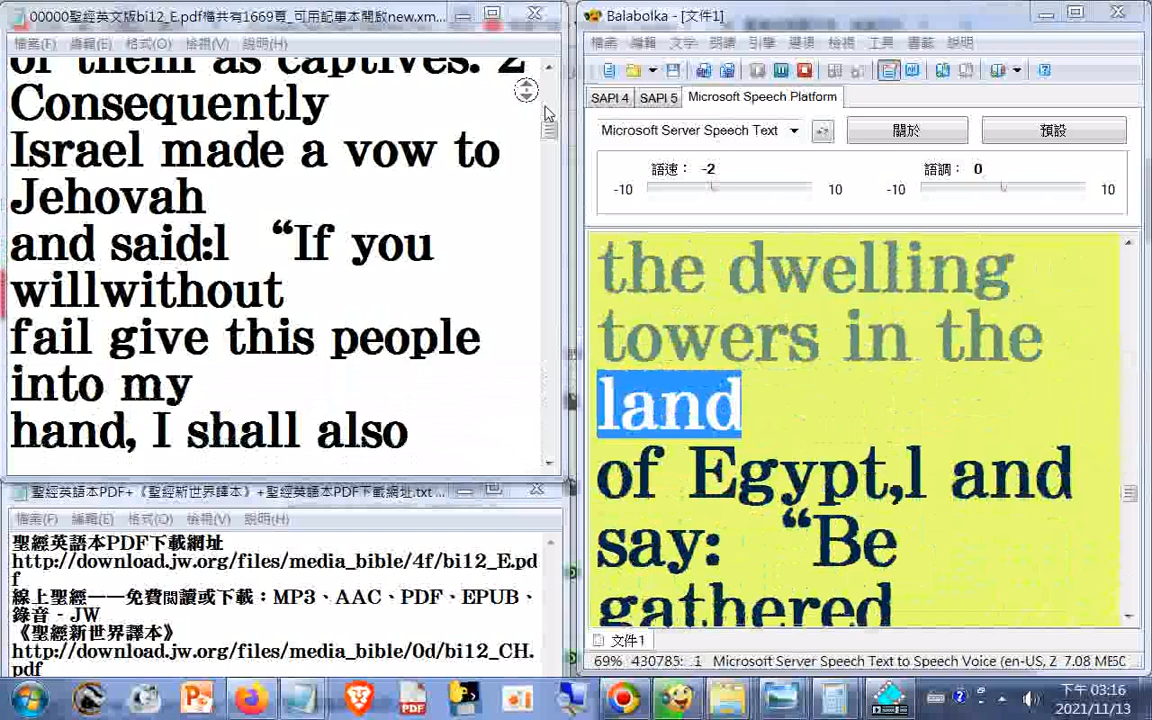 00000聖經英文版bi12_E.pdf檔共有1669頁_可用記事本開啟new.xm...
檔案(F) 編輯(E) 格式(O) 檢視(V) 說明(H)
of them as captives. 2
Consequently
Israel made a vow to
Jehovah
and said:l “If you
willwithout
fail give this people
into my
hand, I shall also
聖經英語本PDF+《聖經新世界譯本》+聖經英語本PDF下載網址.txt ...
檔案(F) 編輯(E) 格式(O) 檢視(V) 說明(H)
聖經英語本PDF下載網址
http://download.jw.org/files/media_bible/4f/bi12_E.pd
f
線上聖經——免費閱讀或下載：MP3、AAC、PDF、EPUB、
錄音 - JW
《聖經新世界譯本》
http://download.jw.org/files/media_bible/0d/bi12_CH.
pdf
Balabolka - [文件1]
檔案 編輯 文字 朗讀 引擎 選項 檢視 工具 書籤 說明
SAPI 4 SAPI 5 Microsoft Speech Platform
Microsoft Server Speech Text 關於 預設
語速： -2 語調： 0
-10 10 -10 10
the dwelling
towers in the
land
of Egypt,l and
say: “Be
gathered
文件1
69% 430785: .1 Microsoft Server Speech Text to Speech Voice (en-US, Z 7.08 МБ
下午 03:16
2021/11/13